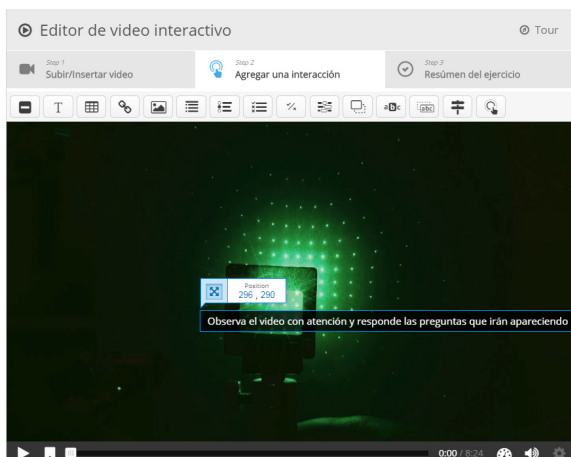 Editor de video interactivo
Tour
Step 1
Subir/Insertar video
Step 2
Agregar una interacción
Step 3
Resúmen del ejercicio
T
abc
abc
Position
296 , 290
Observa el video con atención y responde las preguntas que irán apareciendo
0:00 / 8:24